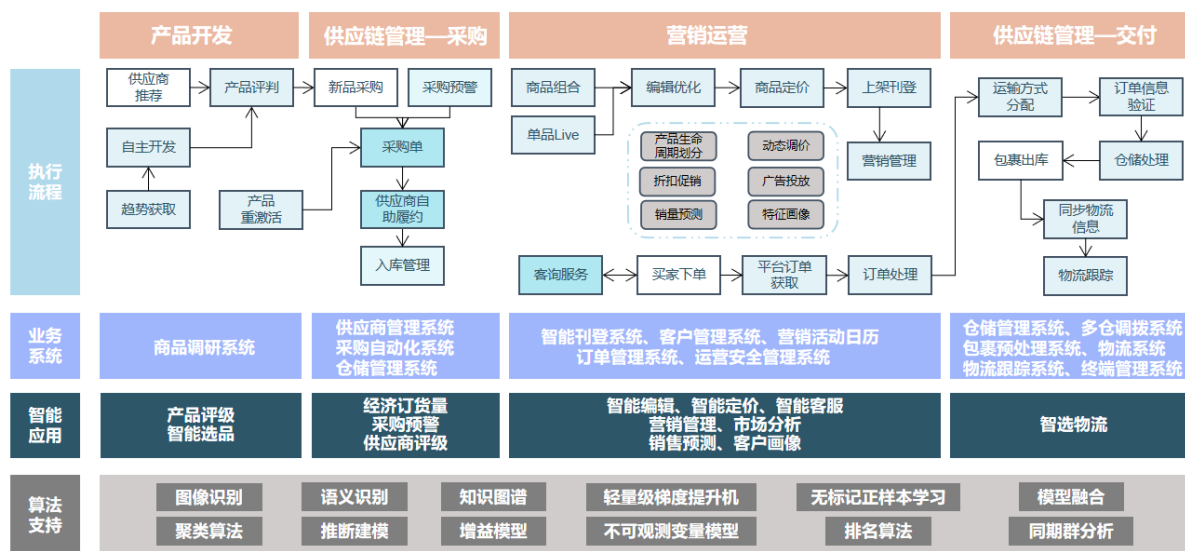 产品开发
供应链管理—采购
营销运营
供应链管理—交付
执行
流程
供应商
推荐
产品评判
自主开发
趋势获取
产品
重激活
新品采购
采购预警
采购单
供应商自
助履约
入库管理
商品组合
单品Live
编辑优化
商品定价
上架刊登
营销管理
产品生命
周期划分
动态调价
折扣促销
广告投放
销量预测
特征画像
客询服务
买家下单
平台订单
获取
订单处理
运输方式
分配
订单信息
验证
包裹出库
仓储处理
同步物流
信息
物流跟踪
业务
系统
商品调研系统
供应商管理系统
采购自动化系统
仓储管理系统
智能刊登系统、客户管理系统、营销活动日历
订单管理系统、运营安全管理系统
仓储管理系统、多仓调拨系统
包裹预处理系统、物流系统
物流跟踪系统、终端管理系统
智能
应用
产品评级
智能选品
经济订货量
采购预警
供应商评级
智能编辑、智能定价、智能客服
营销管理、市场分析
销售预测、客户画像
智选物流
算法
支持
图像识别
语义识别
知识图谱
轻量级梯度提升机
无标记正样本学习
模型融合
聚类算法
推断建模
增益模型
不可观测变量模型
排名算法
同期群分析